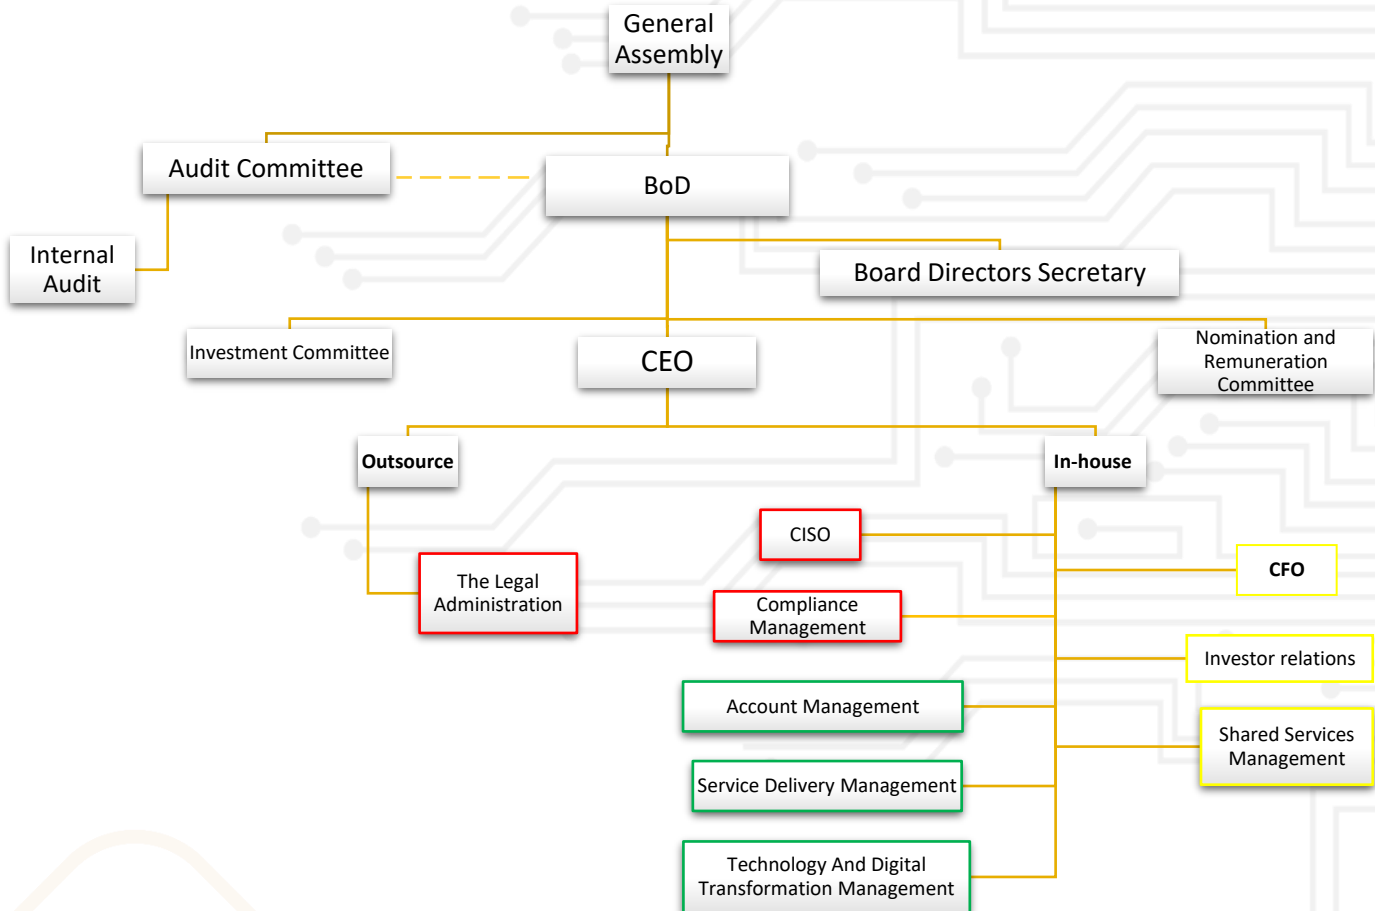 General
Assembly
Audit Committee
BoD
Internal
Audit
Board Directors Secretary
Investment Committee
CEO
Nomination and
Remuneration
Committee
Outsource
In-house
CISO
The Legal
Administration
CFO
Compliance
Management
Investor relations
Account Management
Shared Services
Management
Service Delivery Management
Technology And Digital
Transformation Management